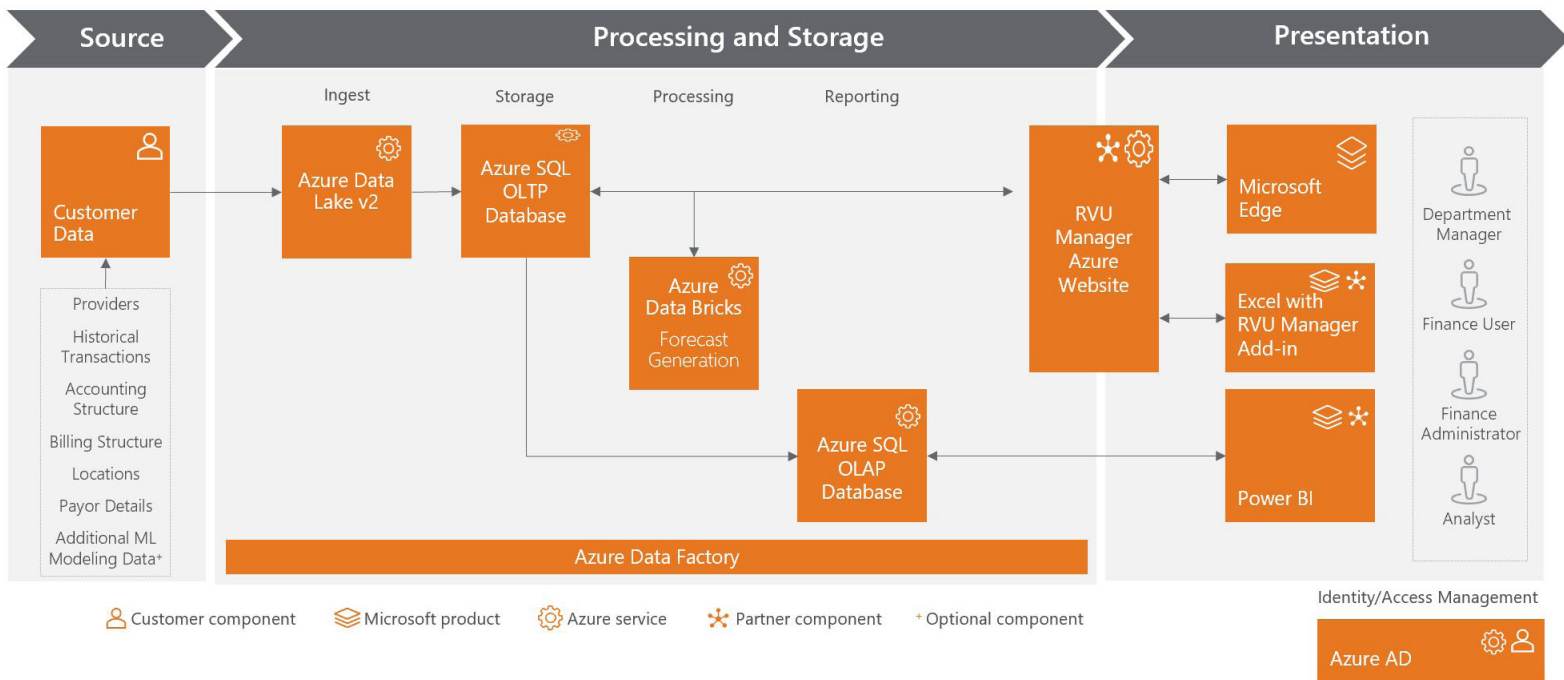 Source
Processing and Storage
Presentation
Ingest
Storage
Processing
Reporting
Customer
Data
Providers
Historical
Transactions
Accounting
Structure
Billing Structure
Locations
Payor Details
Additional ML
Modeling Data+
Azure Data
Lake v2
Azure SQL
OLTP
Database
Azure
Data Bricks
Forecast
Generation
Azure SQL
OLAP
Database
RVU
Manager
Azure
Website
Microsoft
Edge
Excel with
RVU Manager
Add-in
Power BI
Department
Manager
Finance User
Finance
Administrator
Analyst
Azure Data Factory
Customer component
Microsoft product
Azure service
Partner component
+ Optional component
Identity/Access Management
Azure AD